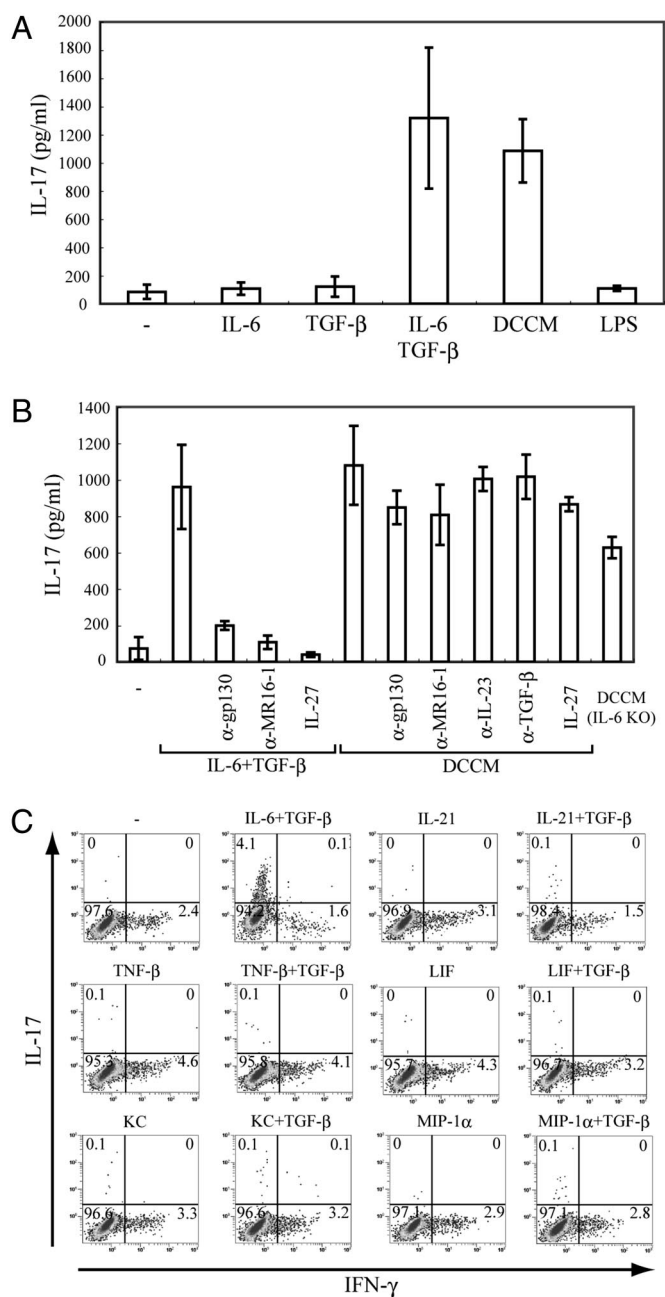 A
IL-17 (pg/ml)
2000
1800
1600
1400
1200
1000
800
600
400
200
0
- IL-6 TGF-β IL-6 DCCM LPS
TGF-β
B
IL-17 (pg/ml)
1400
1200
1000
800
600
400
200
0
- α-gp130 α-MR16-1 IL-27 α-gp130 α-MR16-1 α-IL-23 α-TGF-β IL-27 DCCM
(IL-6 KO)
IL-6+TGF-β DCCM
C
- IL-6+TGF-β IL-21 IL-21+TGF-β
0 0 4.1 0.1 0 0 0.1 0
97.6 2.4 94.2 1.6 96.9 3.1 98.4 1.5
TNF-β TNF-β+TGF-β LIF LIF+TGF-β
0.1 0 0.1 0 0 0 0.1 0
95.3 4.6 95.8 4.1 95.7 4.3 96.7 3.2
KC KC+TGF-β MIP-1α MIP-1α+TGF-β
0.1 0 0.1 0.1 0 0 0.1 0
96.6 3.3 96.6 3.2 97.1 2.9 97.1 2.8
IL-17
IFN-γ